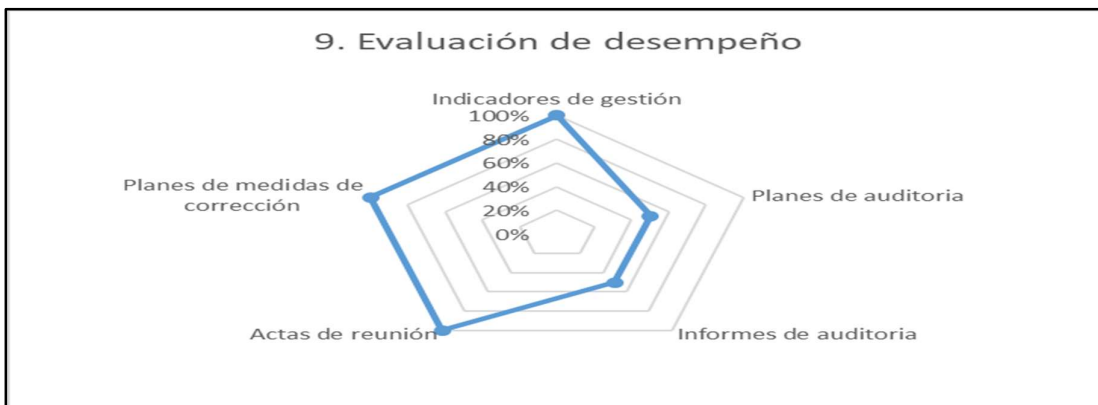 9. Evaluación de desempeño
Indicadores de gestión
100%
80%
60%
40%
20%
0%
Planes de auditoria
Informes de auditoria
Actas de reunión
Planes de medidas de
corrección